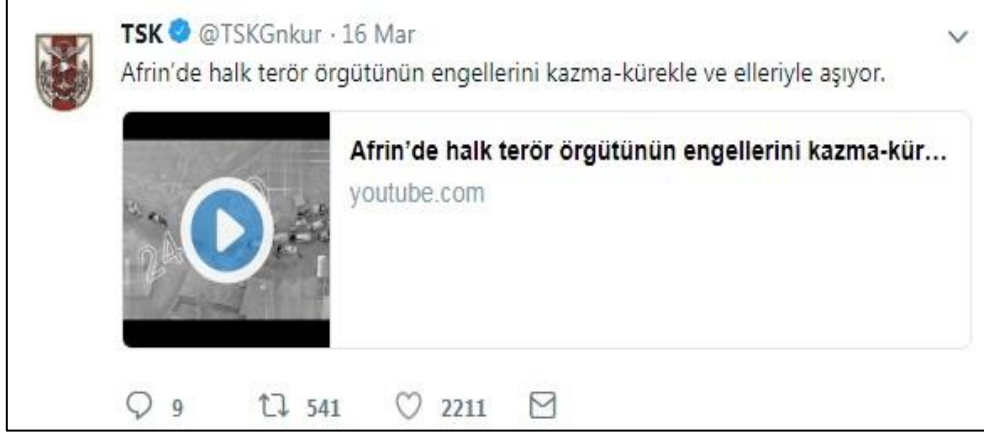 TSK @TSKGnkur · 16 Mar
Afrin'de halk terör örgütünün engellerini kazma-kürekle ve elleriyle aşıyor.
Afrin'de halk terör örgütünün engellerini kazma-kür...
youtube.com
24
9 541 2211